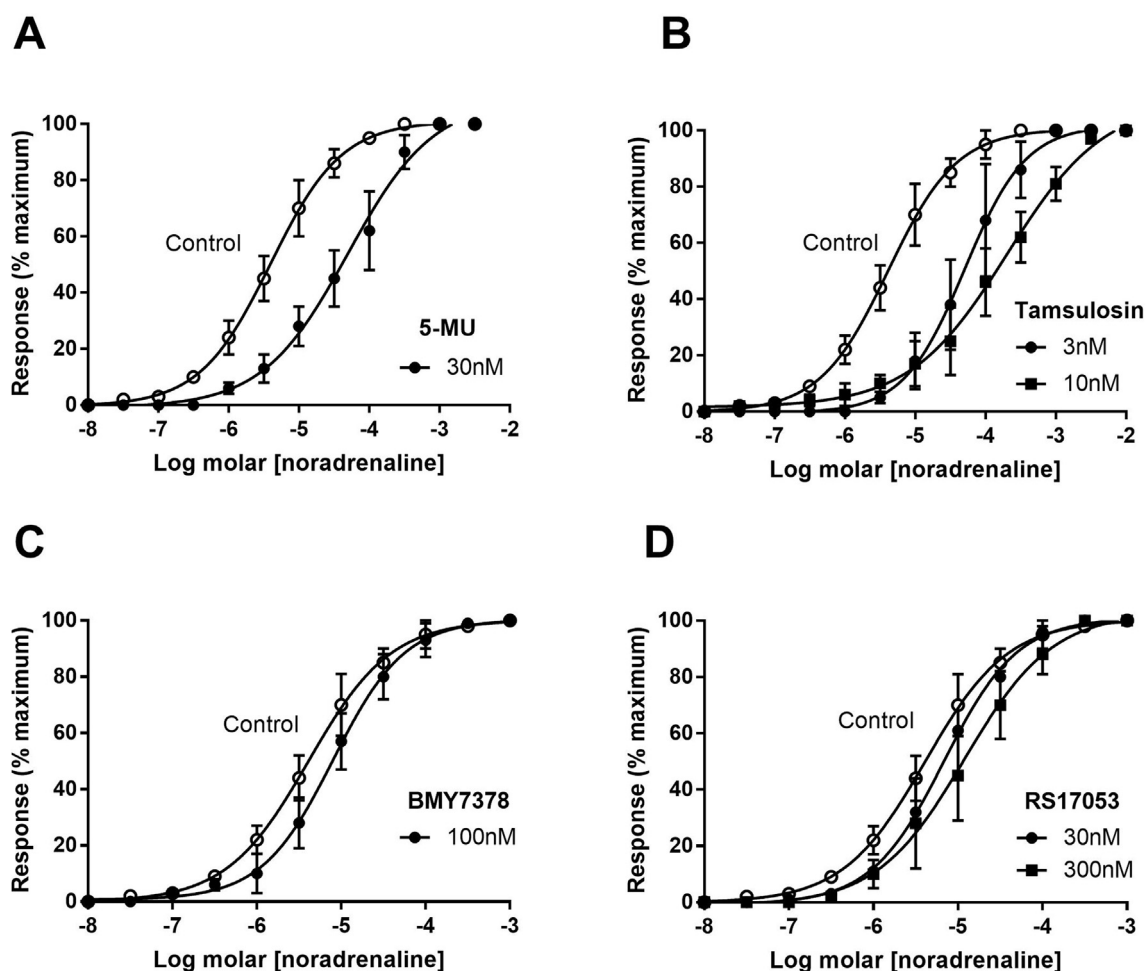 A
Response (% maximum)
100
80
60
40
20
0
Control
5-MU
30nM
-8 -7 -6 -5 -4 -3 -2
Log molar [noradrenaline]
B
Response (% maximum)
100
80
60
40
20
0
Control
Tamsulosin
3nM
10nM
-8 -7 -6 -5 -4 -3 -2
Log molar [noradrenaline]
C
Response (% maximum)
100
80
60
40
20
0
Control
BMY7378
100nM
-8 -7 -6 -5 -4 -3
Log molar [noradrenaline]
D
Response (% maximum)
100
80
60
40
20
0
Control
RS17053
30nM
300nM
-8 -7 -6 -5 -4 -3
Log molar [noradrenaline]